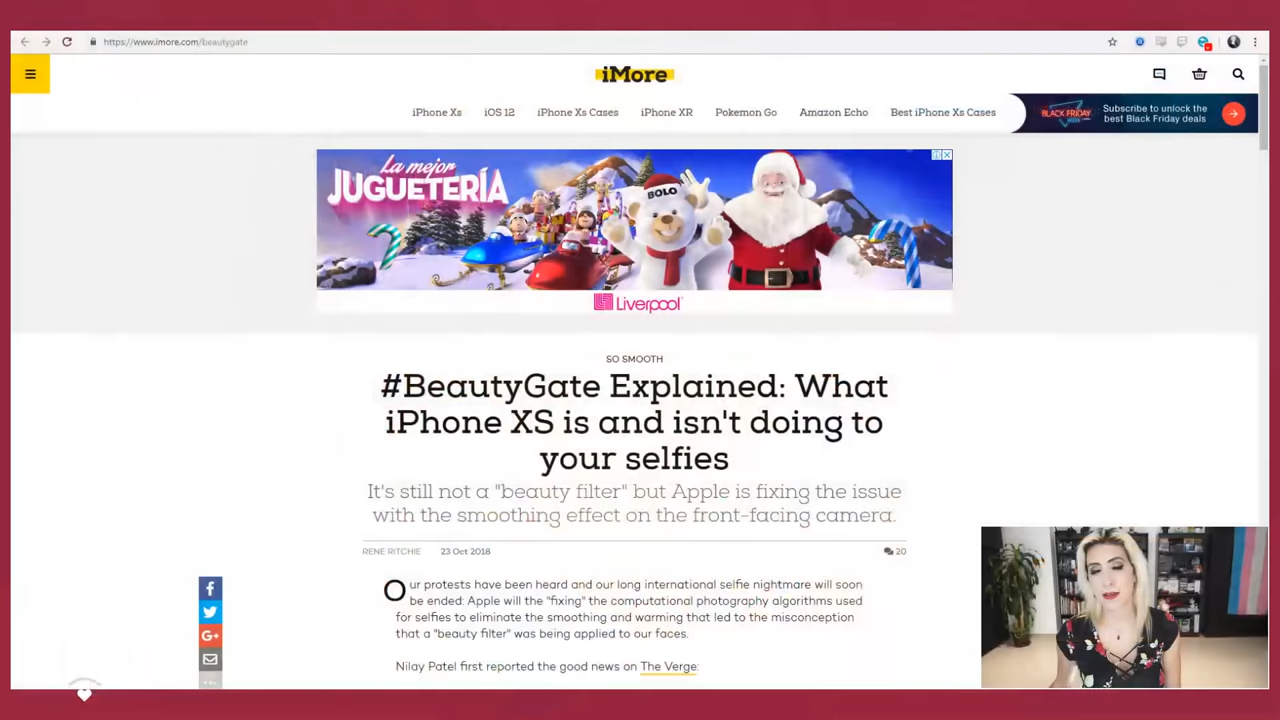 https://www.imore.com/beautygate
iMore
iPhone Xs
iOS 12
iPhone Xs Cases
iPhone XR
Pokemon Go
Amazon Echo
Best iPhone Xs Cases
BLACK FRIDAY
WEEK
Subscribe to unlock the
best Black Friday deals
La mejor
JUGUETERÍA
BOLO
Liverpool
SO SMOOTH
#BeautyGate Explained: What
iPhone XS is and isn't doing to
your selfies
It's still not a "beauty filter" but Apple is fixing the issue
with the smoothing effect on the front-facing camera.
RENE RITCHIE
23 Oct 2018
20
Our protests have been heard and our long international selfie nightmare will soon
be ended: Apple will the "fixing" the computational photography algorithms used
for selfies to eliminate the smoothing and warming that led to the misconception
that a "beauty filter" was being applied to our faces.
Nilay Patel first reported the good news on The Verge: